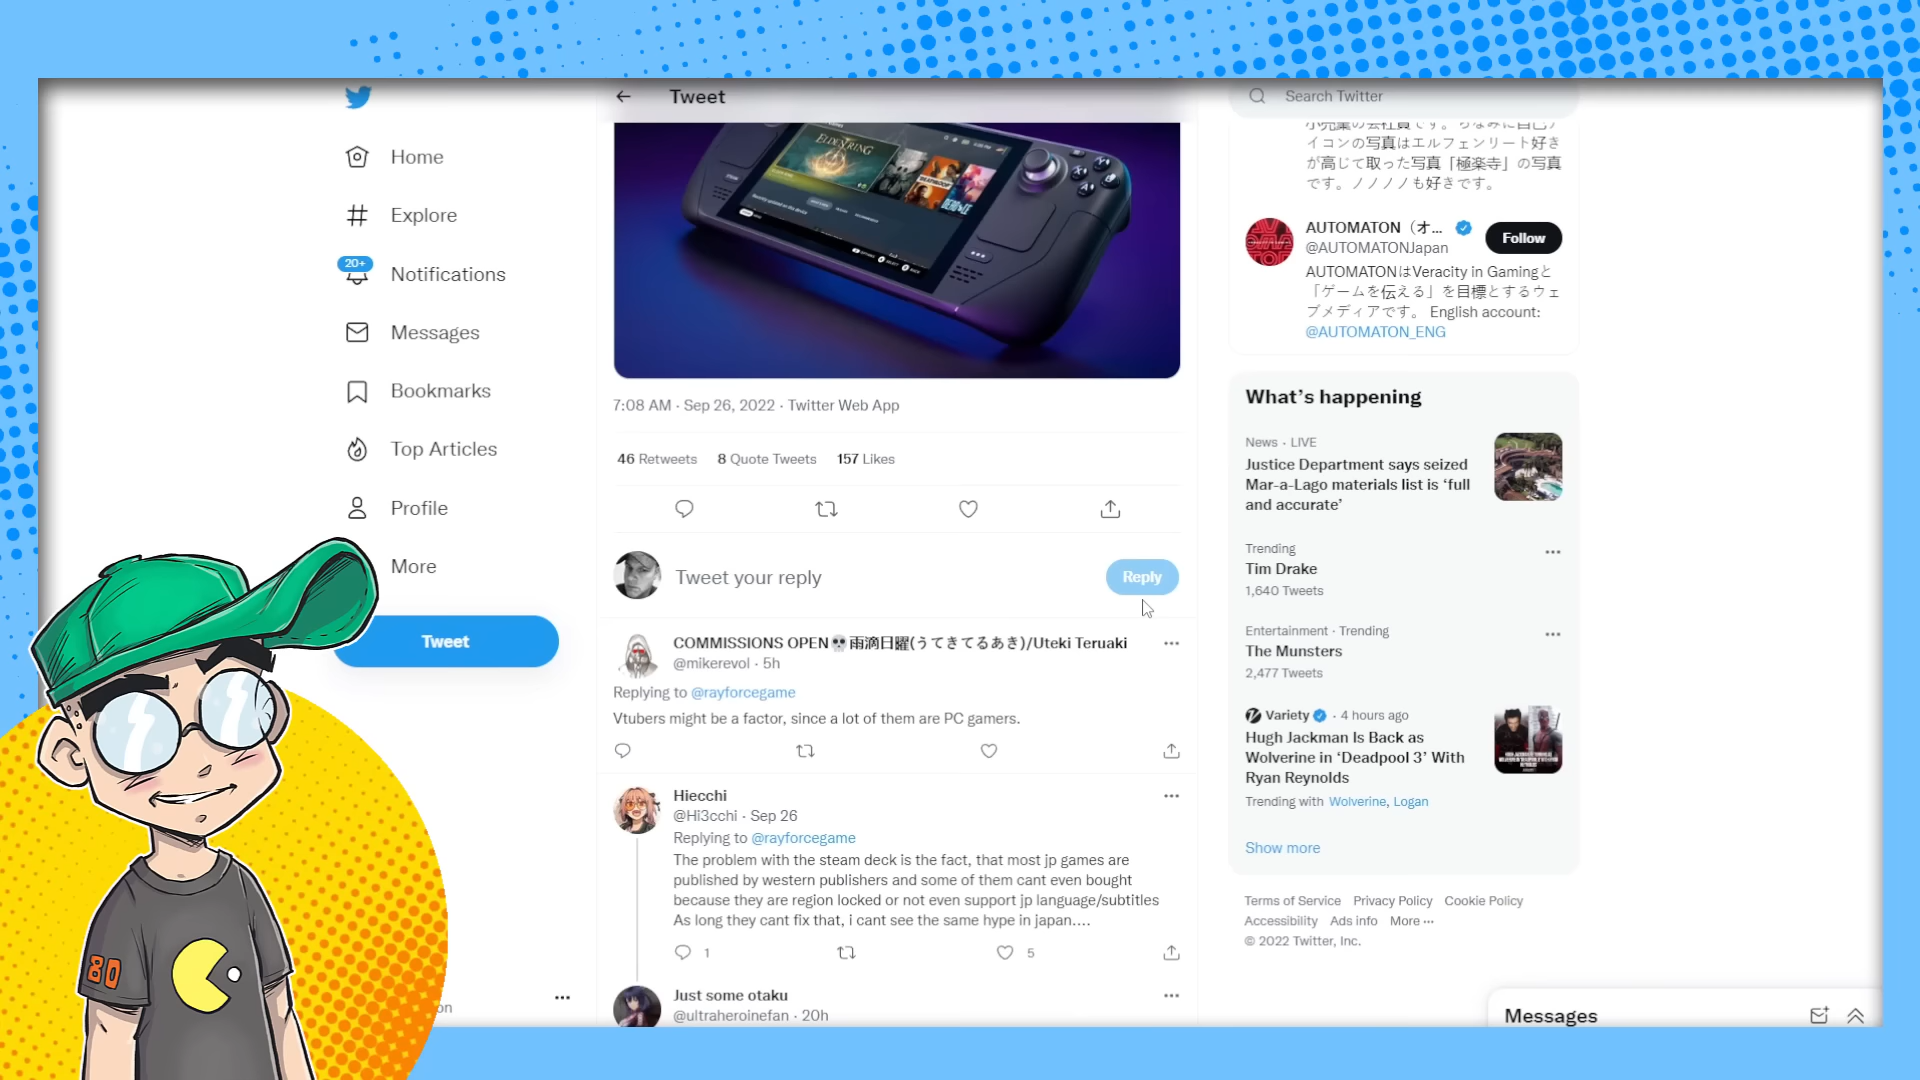 Tweet
Search Twitter
Home
Explore
20+
Notifications
Messages
Bookmarks
Top Articles
Profile
More
Tweet
ELDEN RING
7:08 AM · Sep 26, 2022 · Twitter Web App
46 Retweets 8 Quote Tweets 157 Likes
Tweet your reply
Reply
COMMISSIONS OPEN💀雨滴日曜(うてきてるあき)/Uteki Teruaki
@mikerevol · 5h
Replying to @rayforcegame
Vtubers might be a factor, since a lot of them are PC gamers.
Hiecchi
@Hi3cchi · Sep 26
Replying to @rayforcegame
The problem with the steam deck is the fact, that most jp games are
published by western publishers and some of them cant even bought
because they are region locked or not even support jp language/subtitles
As long they cant fix that, i cant see the same hype in japan....
1
5
Just some otaku
@ultraheroinefan · 20h
イコンの写真はエルフェンリート好き
が高じて取った写真「極楽寺」の写真
です。ノノノノも好きです。
AUTOMATON（オ...
@AUTOMATONJapan
Follow
AUTOMATONはVeracity in Gamingと
「ゲームを伝える」を目標とするウェ
ブメディアです。 English account:
@AUTOMATON_ENG
What's happening
News · LIVE
Justice Department says seized
Mar-a-Lago materials list is 'full
and accurate'
Trending
Tim Drake
1,640 Tweets
Entertainment · Trending
The Munsters
2,477 Tweets
Variety · 4 hours ago
Hugh Jackman Is Back as
Wolverine in 'Deadpool 3' With
Ryan Reynolds
Trending with Wolverine, Logan
Show more
Terms of Service Privacy Policy Cookie Policy
Accessibility Ads info More ···
© 2022 Twitter, Inc.
Messages
80
on